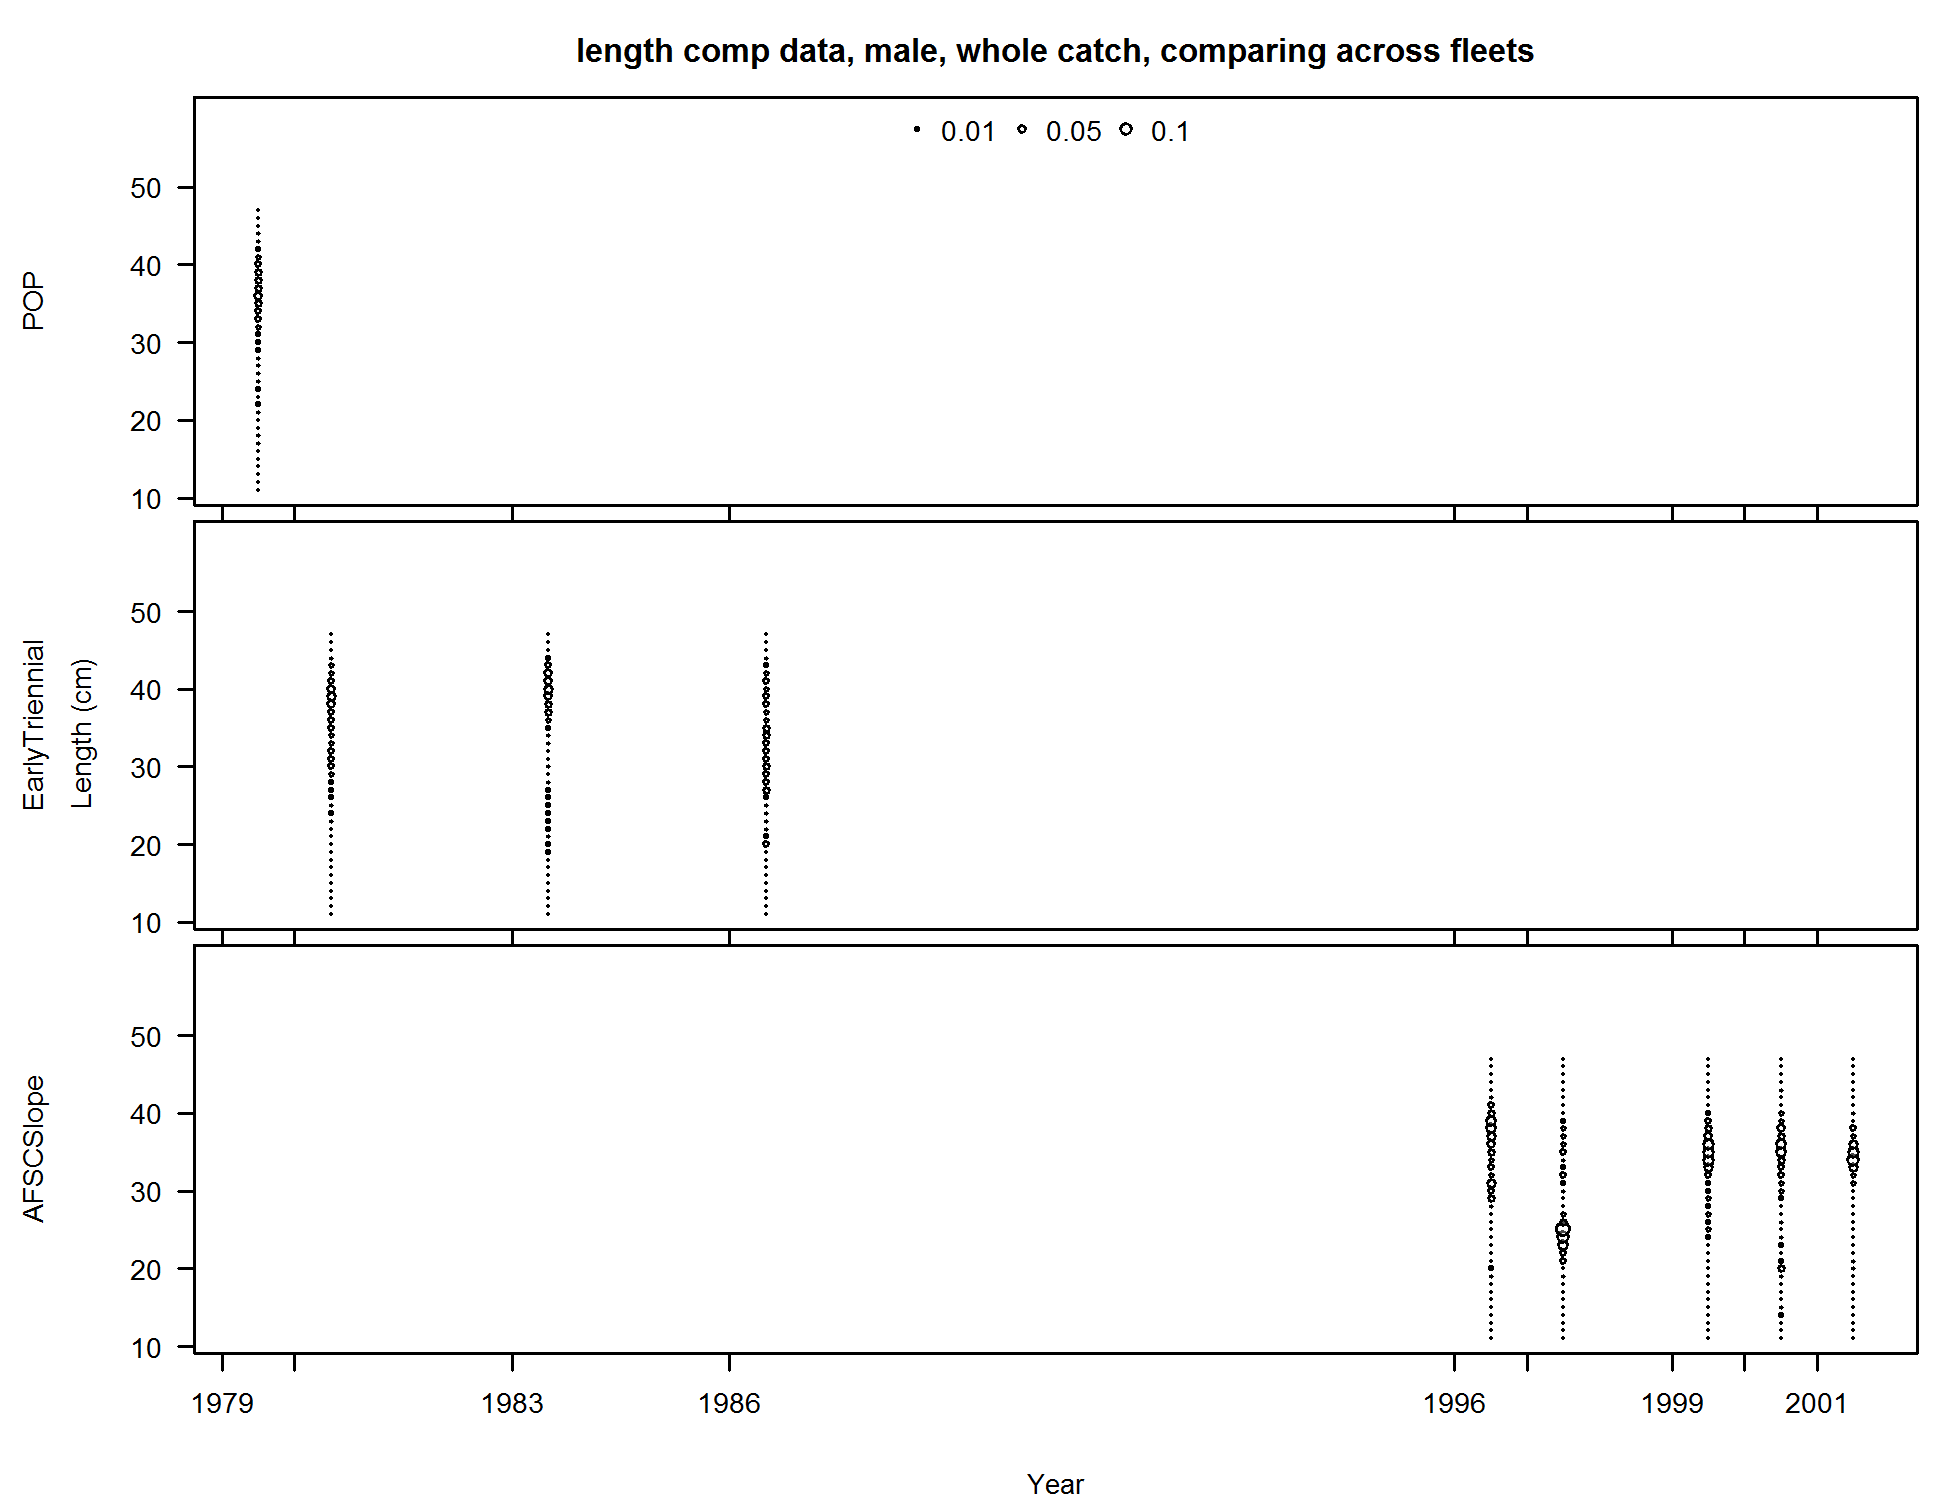 length comp data, male, whole catch, comparing across fleets
0.01 0.05 0.1
POP
50
40
30
20
10
EarlyTriennial
Length (cm)
50
40
30
20
10
AFSCSlope
50
40
30
20
10
1979 1983 1986 1996 1999 2001
Year